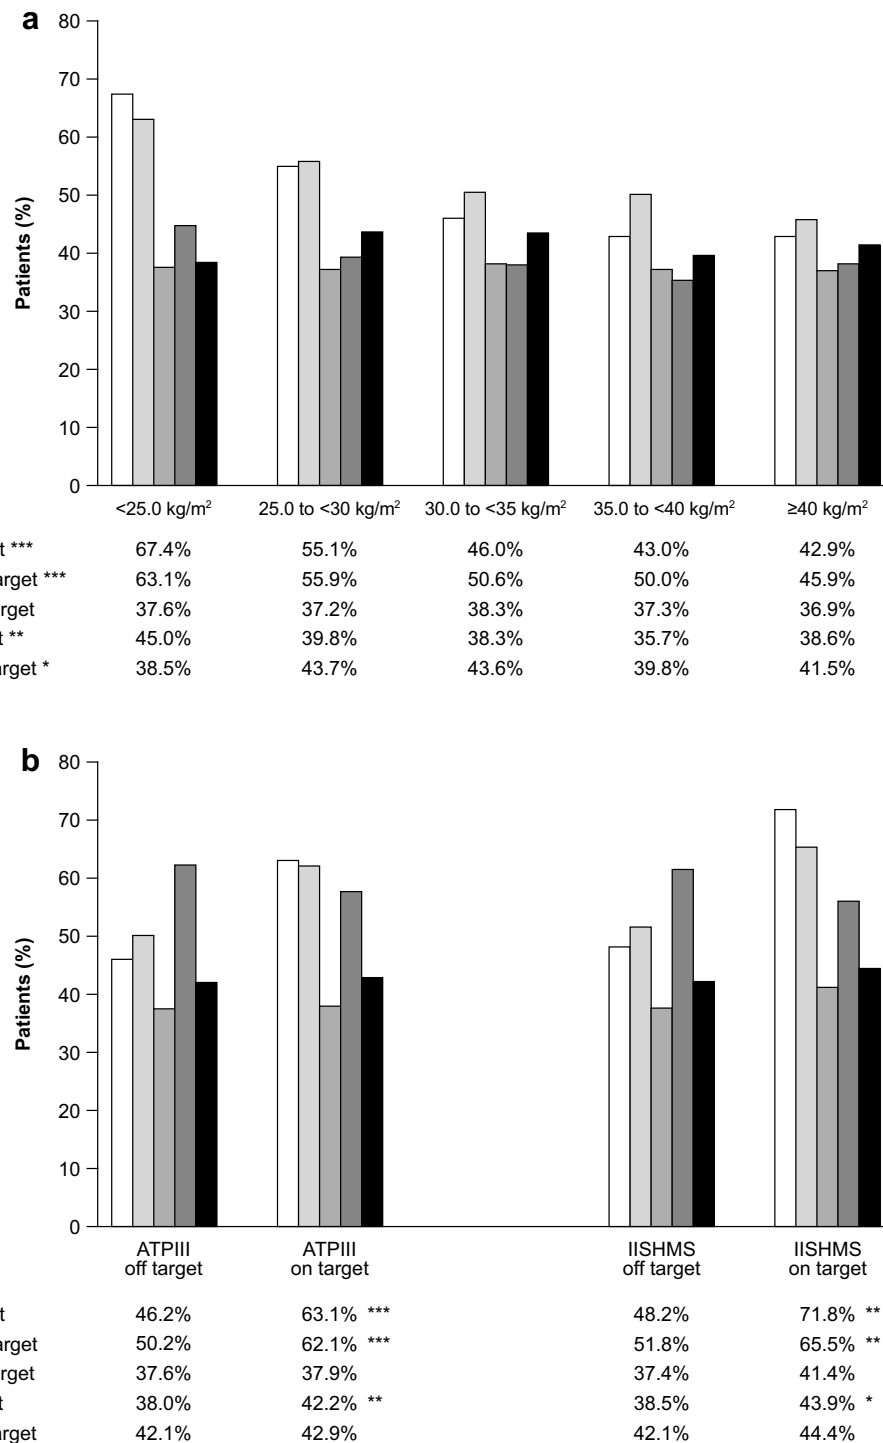 a
80
70
60
50
40
30
20
10
0
Patients (%)
<25.0 kg/m² 25.0 to <30 kg/m² 30.0 to <35 kg/m² 35.0 to <40 kg/m² ≥40 kg/m²
t *** 67.4% 55.1% 46.0% 43.0% 42.9%
arget *** 63.1% 55.9% 50.6% 50.0% 45.9%
rget 37.6% 37.2% 38.3% 37.3% 36.9%
t ** 45.0% 39.8% 38.3% 35.7% 38.6%
arget * 38.5% 43.7% 43.6% 39.8% 41.5%
b
80
70
60
50
40
30
20
10
0
Patients (%)
ATPIII ATPIII IISHMS IISHMS
off target on target off target on target
t 46.2% 63.1% *** 48.2% 71.8% **
arget 50.2% 62.1% *** 51.8% 65.5% **
rget 37.6% 37.9% 37.4% 41.4%
t 38.0% 42.2% ** 38.5% 43.9% *
arget 42.1% 42.9% 42.1% 44.4%